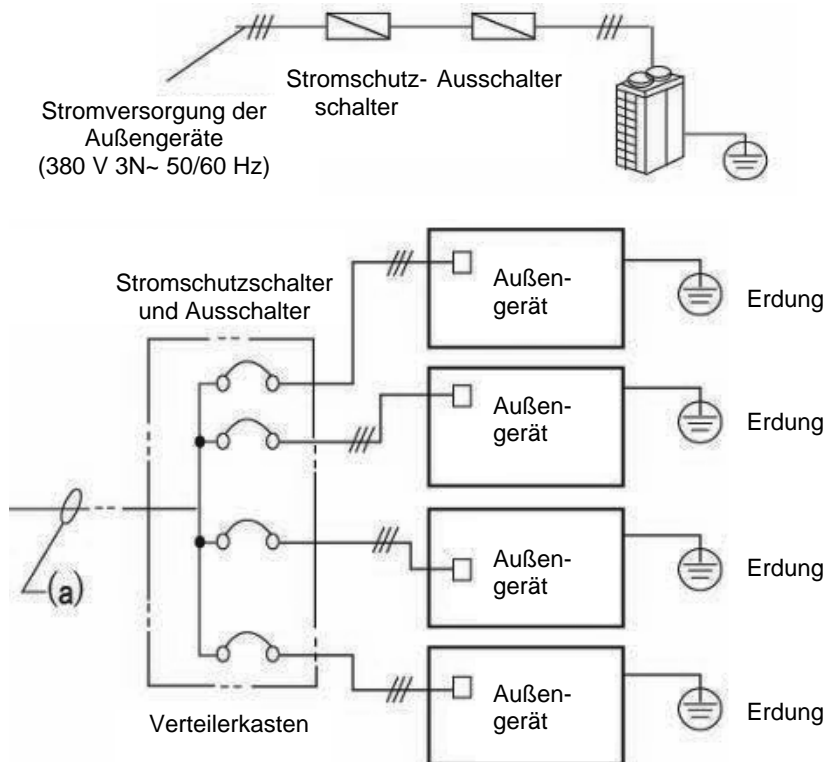 Stromversorgung der
Außengeräte
(380 V 3N~ 50/60 Hz)
Stromschutz-
schalter
Ausschalter
Stromschutzschalter
und Ausschalter
Außen-
gerät
Erdung
Außen-
gerät
Erdung
Außen-
gerät
Erdung
Außen-
gerät
Erdung
(a)
Verteilerkasten